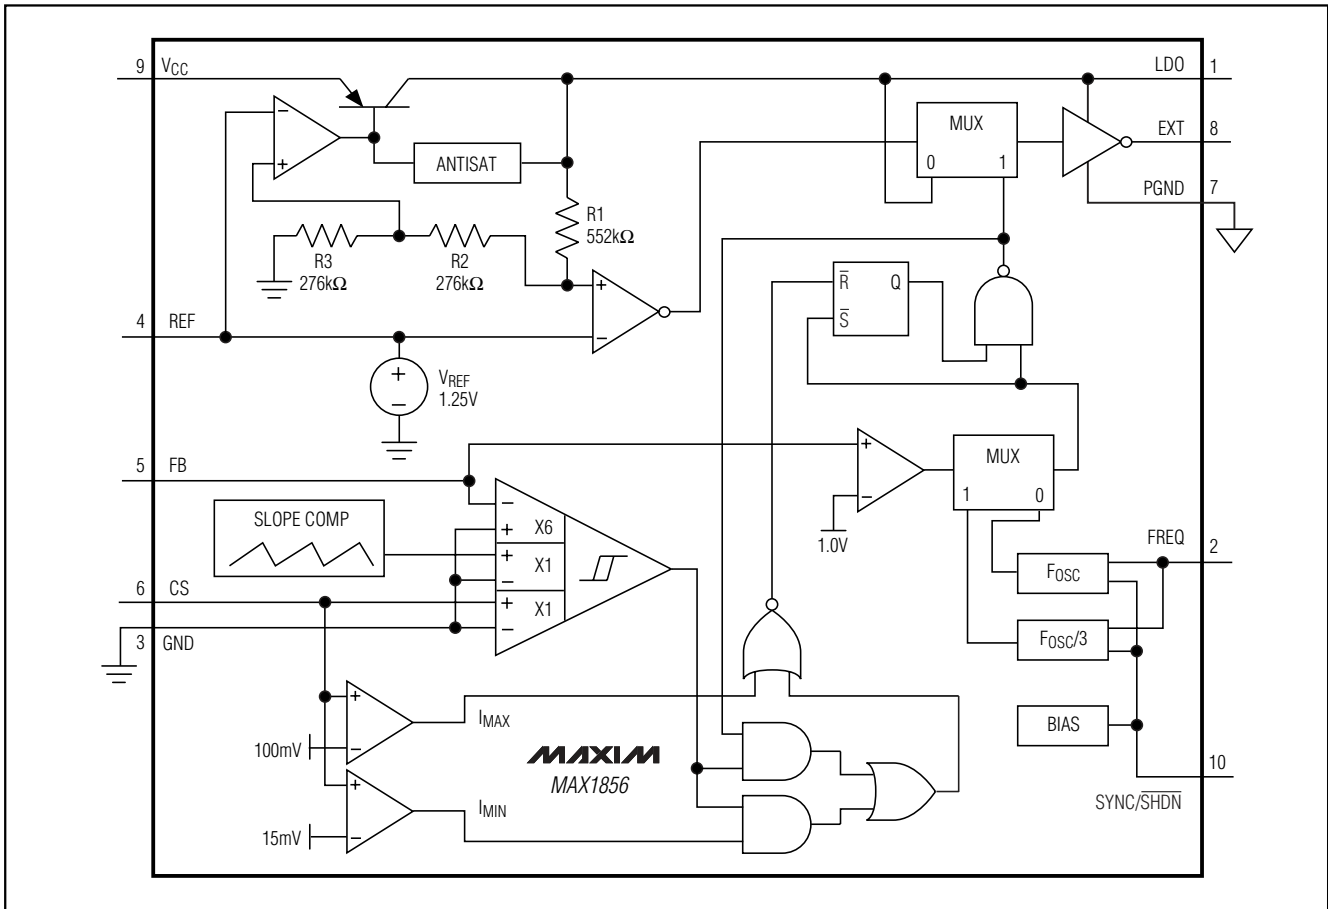 9 VCC
LDO 1
MUX
0 1
EXT 8
PGND 7
−
+
ANTISAT
R1
552kΩ
R3
276kΩ
R2
276kΩ
+
−
R̅ Q
S̅
4 REF
+
−
VREF
1.25V
5 FB
+
−
1.0V
MUX
1 0
SLOPE COMP
−
+
X6
+
−
X1
+
−
X1
6 CS
3 GND
FREQ 2
FOSC
FOSC/3
BIAS
10
SYNC/S̅H̅D̅N̅
+
−
100mV
IMAX
+
−
15mV
IMIN
MAXIM
MAX1856